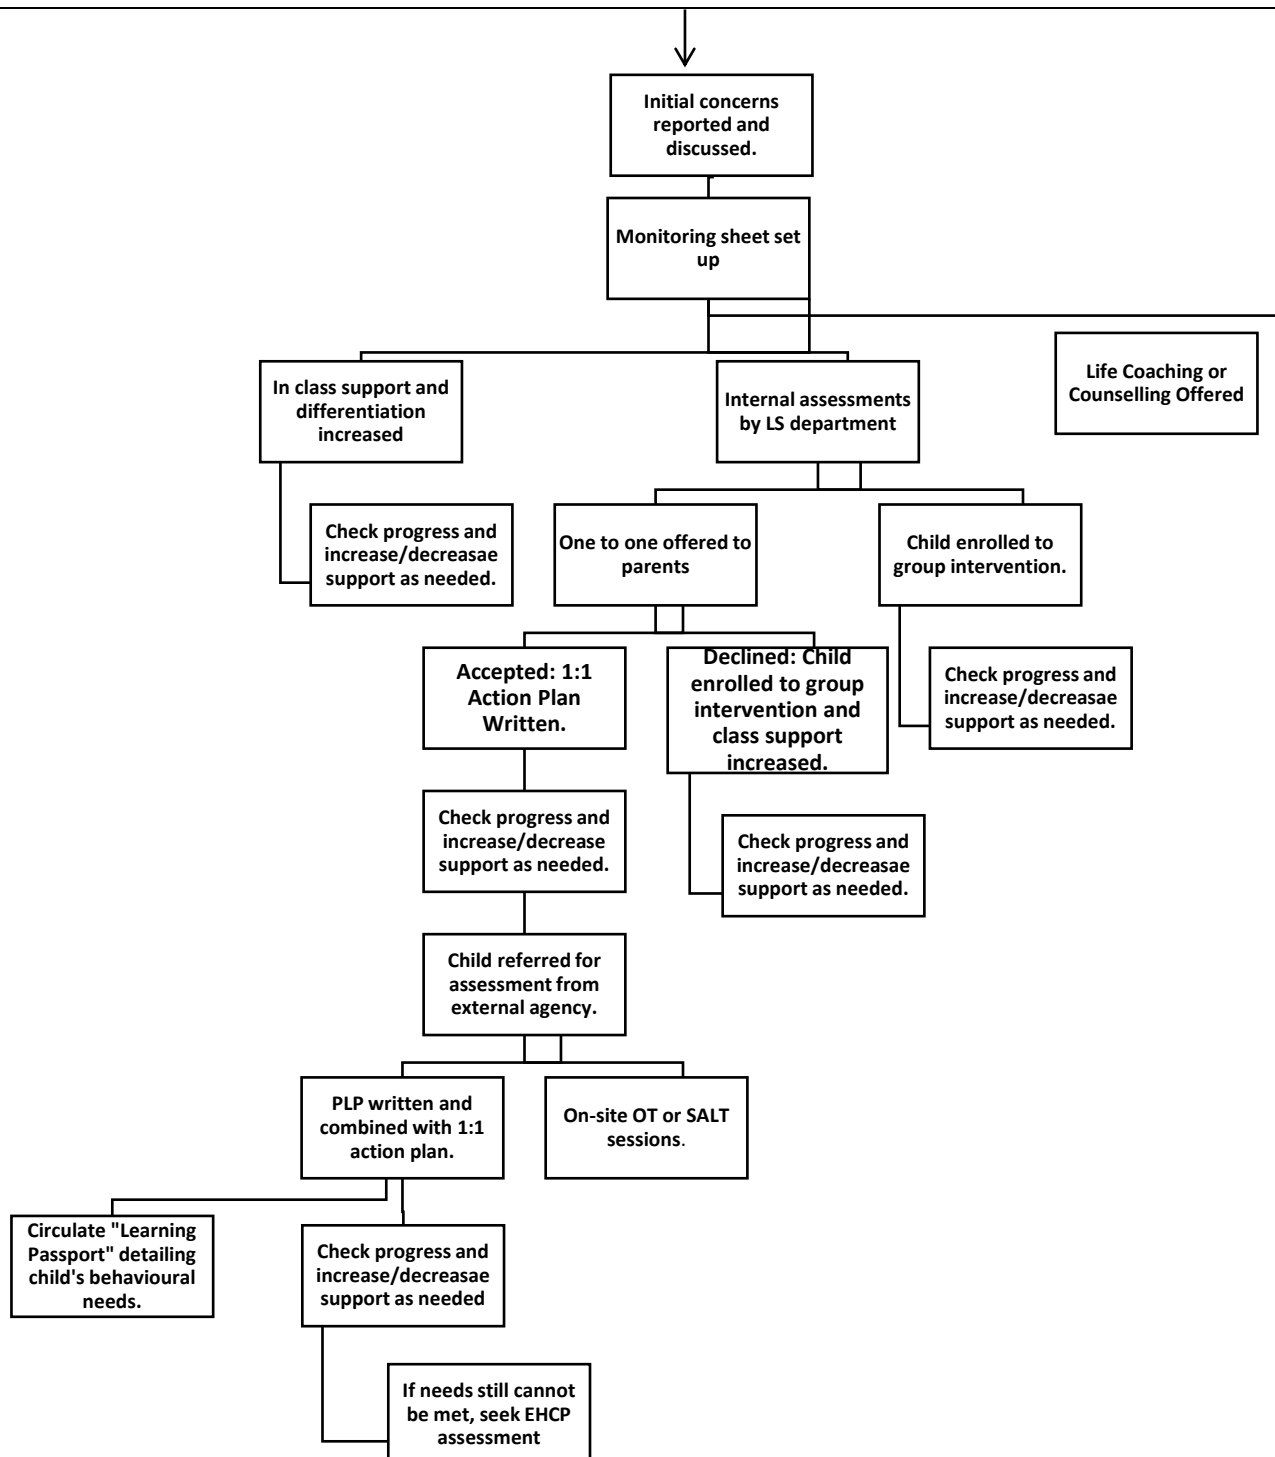 Initial concerns
reported and
discussed.
Monitoring sheet set
up
In class support and
differentiation
increased
Internal assessments
by LS department
Life Coaching or
Counselling Offered
Check progress and
increase/decreasae
support as needed.
One to one offered to
parents
Child enrolled to
group intervention.
Accepted: 1:1
Action Plan
Written.
Declined: Child
enrolled to group
intervention and
class support
increased.
Check progress and
increase/decreasae
support as needed.
Check progress and
increase/decrease
support as needed.
Check progress and
increase/decreasae
support as needed.
Child referred for
assessment from
external agency.
PLP written and
combined with 1:1
action plan.
On-site OT or SALT
sessions.
Circulate "Learning
Passport" detailing
child's behavioural
needs.
Check progress and
increase/decreasae
support as needed
If needs still cannot
be met, seek EHCP
assessment